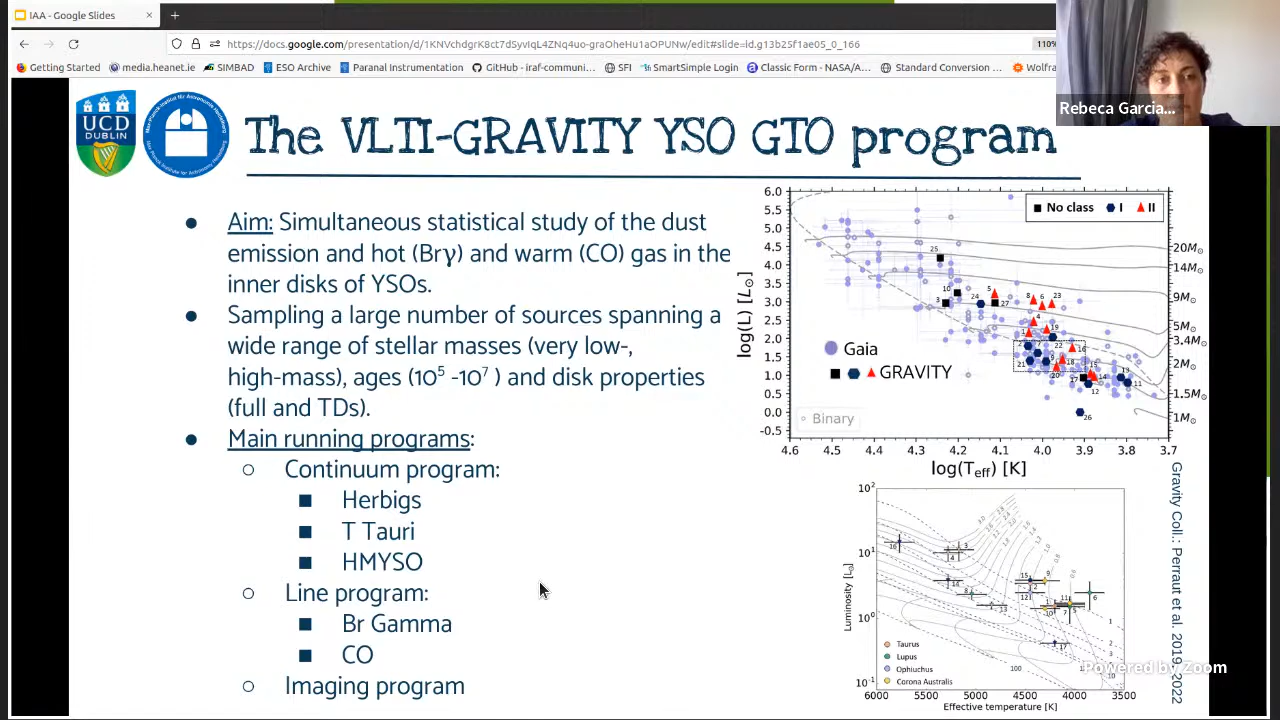 IAA - Google Slides
https://docs.google.com/presentation/d/1KNVchdgrK8ct7dSyvIqL4ZNq4uo-graOheHu1aOPUNw/edit#slide=id.g13b25f1ae05_0_166
110%
Getting Started
media.heanet.ie
SIMBAD
ESO Archive
Paranal Instrumentation
GitHub - iraf-communi...
SFI
SmartSimple Login
Classic Form - NASA/A...
Standard Conversion ...
Wolfra
Rebeca Garcia...
UCD
DUBLIN
The VLTI-GRAVITY YSO GTO program
● Aim: Simultaneous statistical study of the dust
emission and hot (Brγ) and warm (CO) gas in the
inner disks of YSOs.
● Sampling a large number of sources spanning a
wide range of stellar masses (very low-,
high-mass), ages (10⁵ -10⁷ ) and disk properties
(full and TDs).
● Main running programs:
○ Continuum program:
■ Herbigs
■ T Tauri
■ HMYSO
○ Line program:
■ Br Gamma
■ CO
○ Imaging program
No class I II
6.0
5.5
5.0
4.5
4.0
3.5
3.0
2.5
2.0
1.5
1.0
0.5
0.0
-0.5
log(L) [L⊙]
20M⊙
14M⊙
9M⊙
5M⊙
3.4M⊙
2M⊙
1.5M⊙
1M⊙
Gaia
GRAVITY
Binary
4.6 4.5 4.4 4.3 4.2 4.1 4.0 3.9 3.8 3.7
log(Teff) [K]
Gravity Coll.: Perraut et al. 2019, 2022
10²
10¹
10⁰
10⁻¹
Luminosity [L⊙]
Taurus
Lupus
Ophiuchus
Corona Australis
6000 5500 5000 4500 4000 3500
Effective temperature [K]
Powered by Zoom